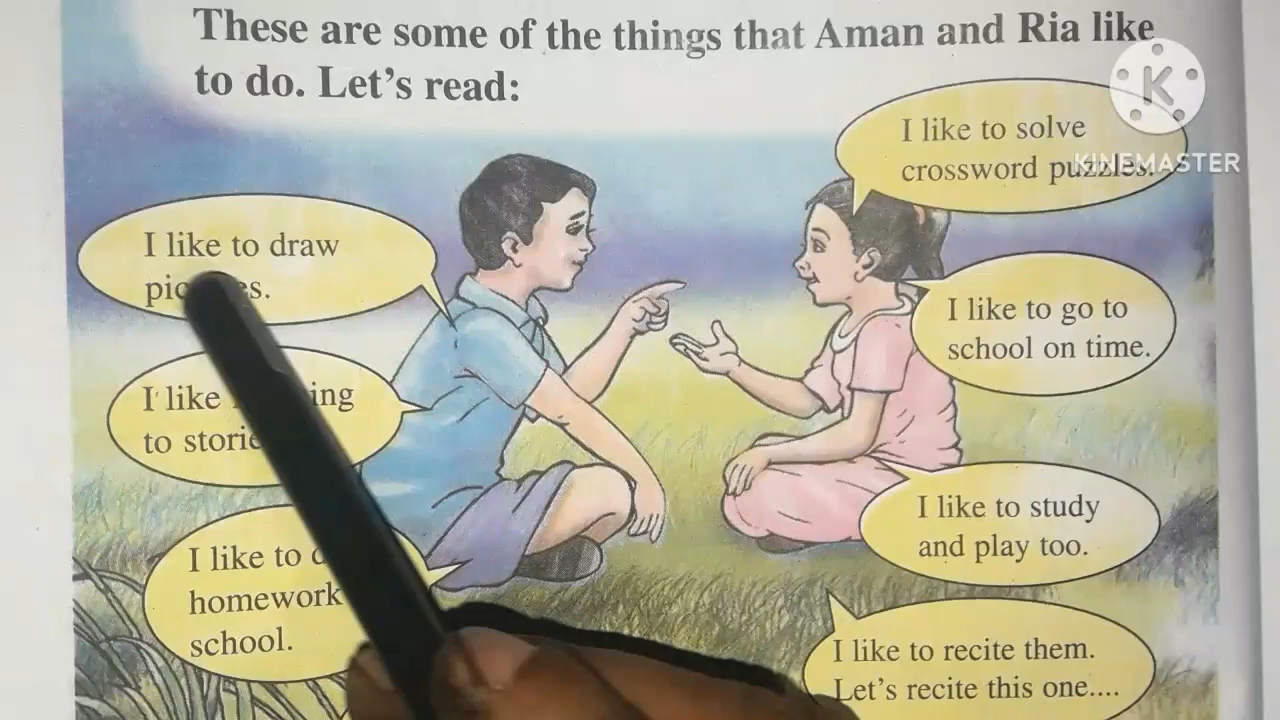 These are some of the things that Aman and Ria like
to do. Let's read:
I like to draw
I like
to
I like to
homework
school.
I like to solve
crossword puzzles.
I like to go to
school on time.
I like to study
and play too.
I like to recite them.
Let's recite this one....
K
KINEMASTER